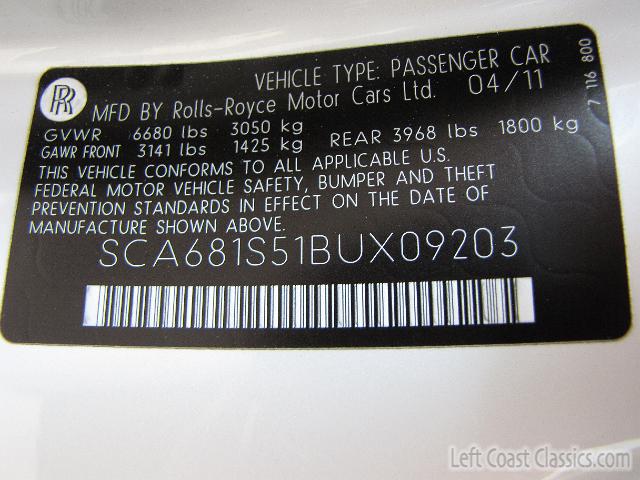 VEHICLE TYPE: PASSENGER CAR
RR
MFD BY Rolls-Royce Motor Cars Ltd. 04/11
GVWR 6680 lbs 3050 kg
GAWR FRONT 3141 lbs 1425 kg REAR 3968 lbs 1800 kg
THIS VEHICLE CONFORMS TO ALL APPLICABLE U.S.
FEDERAL MOTOR VEHICLE SAFETY, BUMPER AND THEFT
PREVENTION STANDARDS IN EFFECT ON THE DATE OF
MANUFACTURE SHOWN ABOVE.
SCA681S51BUX09203
7 116 800
Left Coast Classics.com